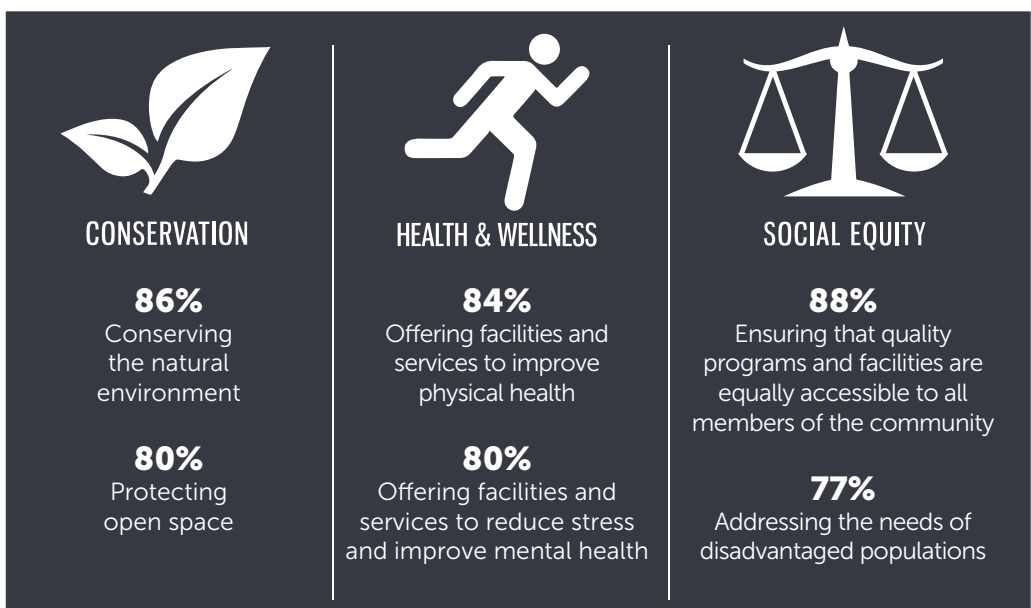 CONSERVATION
86%
Conserving
the natural
environment
80%
Protecting
open space
HEALTH & WELLNESS
84%
Offering facilities and
services to improve
physical health
80%
Offering facilities and
services to reduce stress
and improve mental health
SOCIAL EQUITY
88%
Ensuring that quality
programs and facilities are
equally accessible to all
members of the community
77%
Addressing the needs of
disadvantaged populations